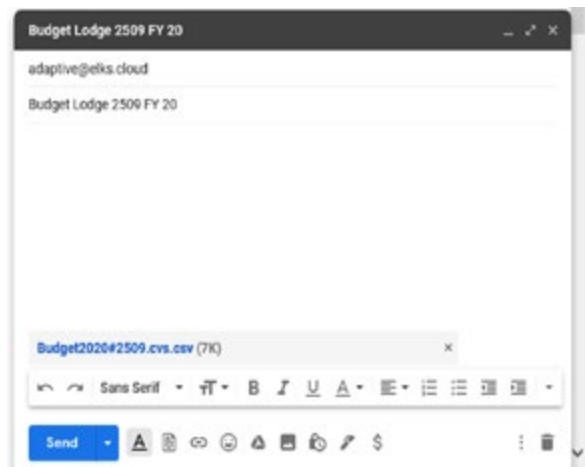 Budget Lodge 2509 FY 20
adaptive@elks.cloud
Budget Lodge 2509 FY 20
Budget2020#2509.cvs.csv (7K)
Sans Serif
Send